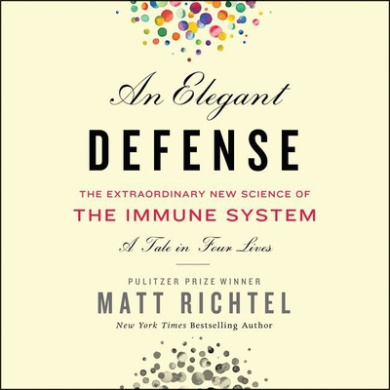 An Elegant
DEFENSE
THE EXTRAORDINARY NEW SCIENCE OF
THE IMMUNE SYSTEM
A Tale in Four Lives
PULITZER PRIZE WINNER
MATT RICHTEL
New York Times Bestselling Author